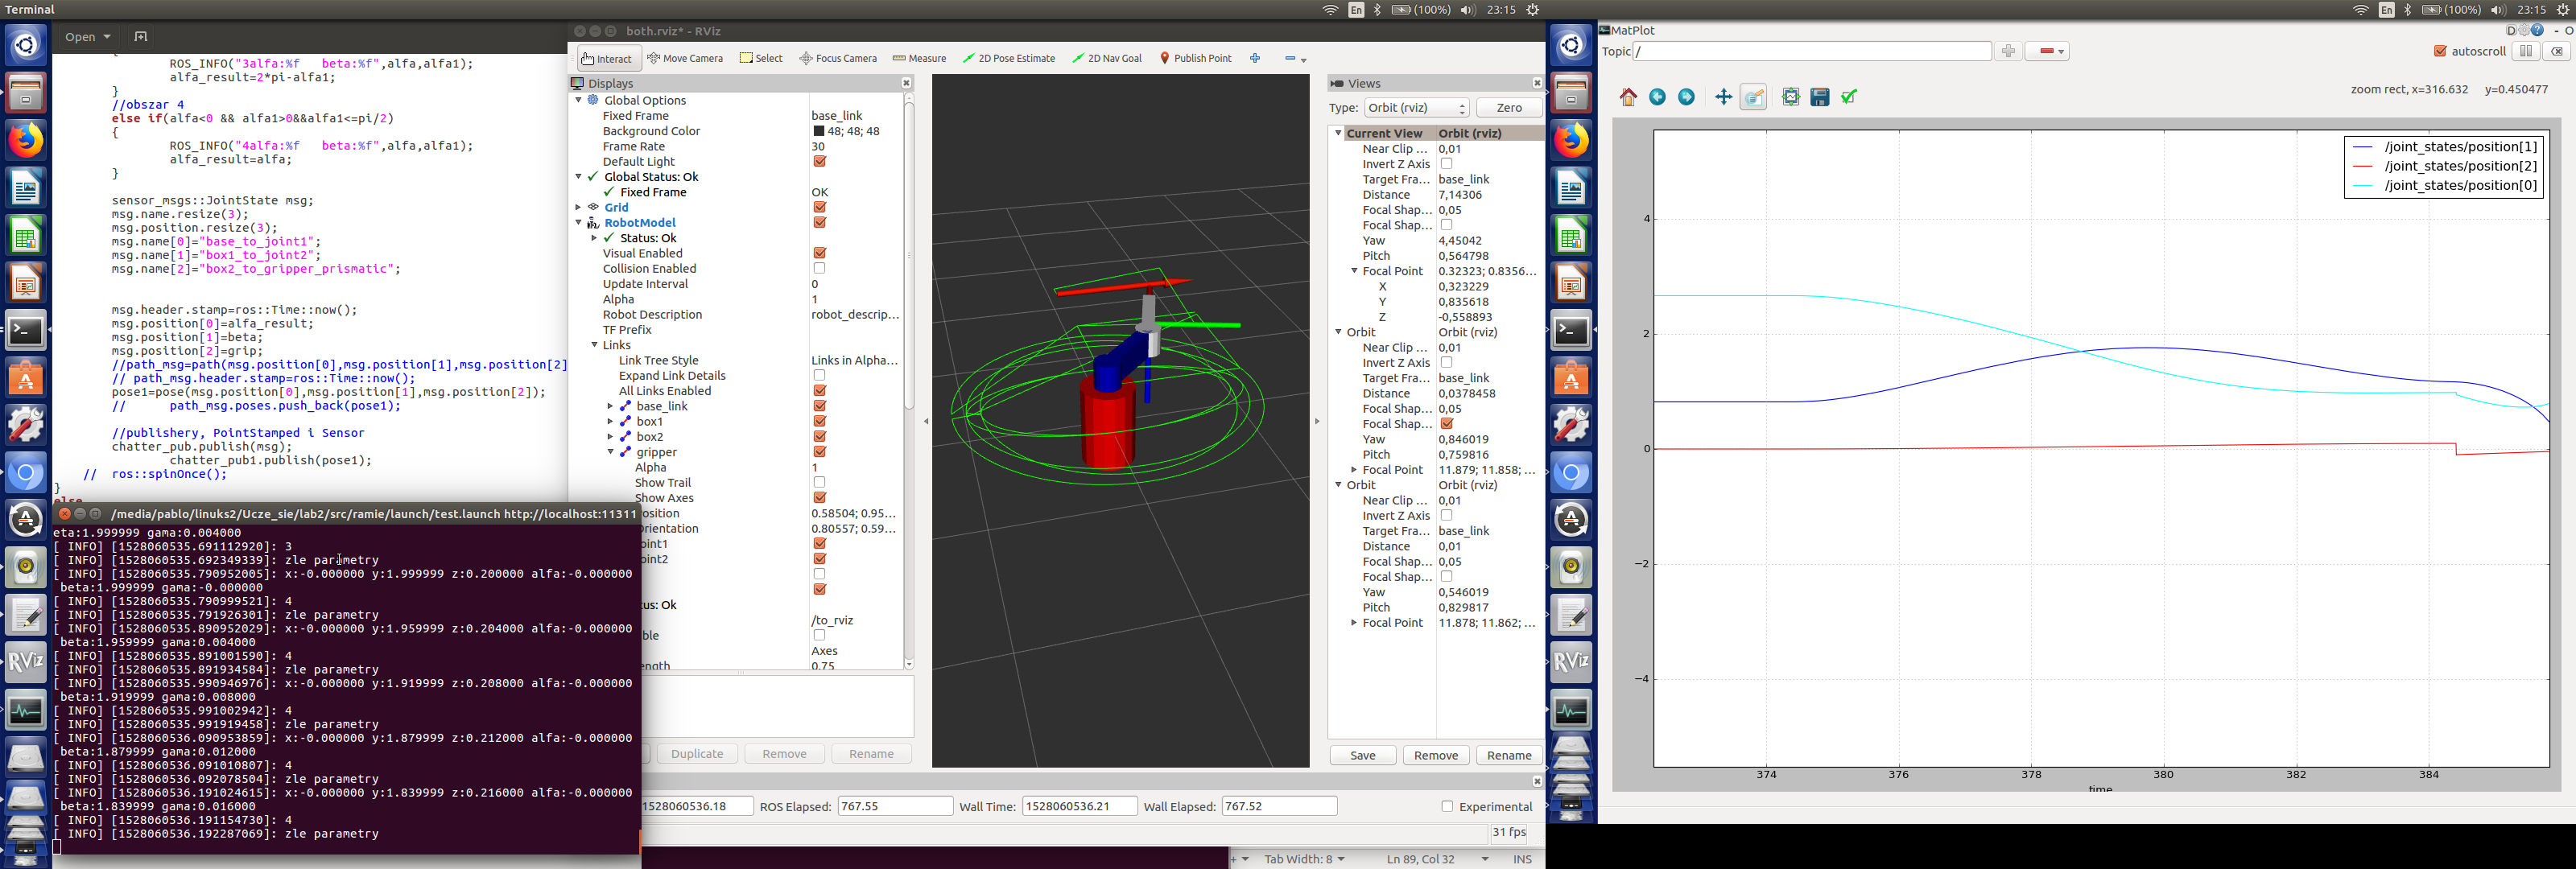 Terminal
En (100%) 23:15
Open
ROS_INFO("3alfa:%f   beta:%f",alfa,alfa1);
alfa_result=2*pi-alfa1;
}
//obszar 4
else if(alfa<0 && alfa1>0&&alfa1<=pi/2)
{
ROS_INFO("4alfa:%f   beta:%f",alfa,alfa1);
alfa_result=alfa;
}
sensor_msgs::JointState msg;
msg.name.resize(3);
msg.position.resize(3);
msg.name[0]="base_to_joint1";
msg.name[1]="box1_to_joint2";
msg.name[2]="box2_to_gripper_prismatic";
msg.header.stamp=ros::Time::now();
msg.position[0]=alfa_result;
msg.position[1]=beta;
msg.position[2]=grip;
//path_msg=path(msg.position[0],msg.position[1],msg.position[2]
// path_msg.header.stamp=ros::Time::now();
pose1=pose(msg.position[0],msg.position[1],msg.position[2]);
//      path_msg.poses.push_back(pose1);
//publishery, PointStamped i Sensor
chatter_pub.publish(msg);
chatter_pub1.publish(pose1);
//  ros::spinOnce();
}
else
/media/pablo/linuks2/Ucze_sie/lab2/src/ramie/launch/test.launch http://localhost:11311
eta:1.999999 gama:0.004000
[ INFO] [1528060535.691112920]: 3
[ INFO] [1528060535.692349339]: zle parametry
[ INFO] [1528060535.790952005]: x:-0.000000 y:1.999999 z:0.200000 alfa:-0.000000
beta:1.999999 gama:-0.000000
[ INFO] [1528060535.790999521]: 4
[ INFO] [1528060535.791926301]: zle parametry
[ INFO] [1528060535.890952029]: x:-0.000000 y:1.959999 z:0.204000 alfa:-0.000000
beta:1.959999 gama:0.004000
[ INFO] [1528060535.891001590]: 4
[ INFO] [1528060535.891934584]: zle parametry
[ INFO] [1528060535.990946976]: x:-0.000000 y:1.919999 z:0.208000 alfa:-0.000000
beta:1.919999 gama:0.008000
[ INFO] [1528060535.991002942]: 4
[ INFO] [1528060535.991919458]: zle parametry
[ INFO] [1528060536.090953859]: x:-0.000000 y:1.879999 z:0.212000 alfa:-0.000000
beta:1.879999 gama:0.012000
[ INFO] [1528060536.091010807]: 4
[ INFO] [1528060536.092078504]: zle parametry
[ INFO] [1528060536.191024615]: x:-0.000000 y:1.839999 z:0.216000 alfa:-0.000000
beta:1.839999 gama:0.016000
[ INFO] [1528060536.191154730]: 4
[ INFO] [1528060536.192287069]: zle parametry
both.rviz* - RViz
Interact Move Camera Select Focus Camera Measure 2D Pose Estimate 2D Nav Goal Publish Point
Displays
Global Options
Fixed Frame base_link
Background Color 48; 48; 48
Frame Rate 30
Default Light
Global Status: Ok
Fixed Frame OK
Grid
RobotModel
Status: Ok
Visual Enabled
Collision Enabled
Update Interval 0
Alpha 1
Robot Description robot_descrip...
TF Prefix
Links
Link Tree Style Links in Alpha...
Expand Link Details
All Links Enabled
base_link
box1
box2
gripper
Alpha 1
Show Trail
Show Axes
osition 0.58504; 0.95...
rientation 0.80557; 0.59...
oint1
oint2
tus: Ok
/to_rviz
ble
Axes
ength 0,75
Duplicate Remove Rename
1528060536.18 ROS Elapsed: 767.55 Wall Time: 1528060536.21 Wall Elapsed: 767.52 Experimental
31 fps
Tab Width: 8 Ln 89, Col 32 INS
Views
Type: Orbit (rviz) Zero
Current View Orbit (rviz)
Near Clip ... 0,01
Invert Z Axis
Target Fra... base_link
Distance 7,14306
Focal Shap... 0,05
Focal Shap...
Yaw 4,45042
Pitch 0,564798
Focal Point 0.32323; 0.8356...
X 0,323229
Y 0,835618
Z -0,558893
Orbit Orbit (rviz)
Near Clip ... 0,01
Invert Z Axis
Target Fra... base_link
Distance 0,0378458
Focal Shap... 0,05
Focal Shap...
Yaw 0,846019
Pitch 0,759816
Focal Point 11.879; 11.858; ...
Orbit Orbit (rviz)
Near Clip ... 0,01
Invert Z Axis
Target Fra... base_link
Distance 0,01
Focal Shap... 0,05
Focal Shap...
Yaw 0,546019
Pitch 0,829817
Focal Point 11.878; 11.862; ...
Save Remove Rename
RViz
RViz
En (100%) 23:15
MatPlot
Topic / autoscroll
zoom rect, x=316.632 y=0.450477
/joint_states/position[1]
/joint_states/position[2]
/joint_states/position[0]
4
2
0
−2
−4
374 376 378 380 382 384
time